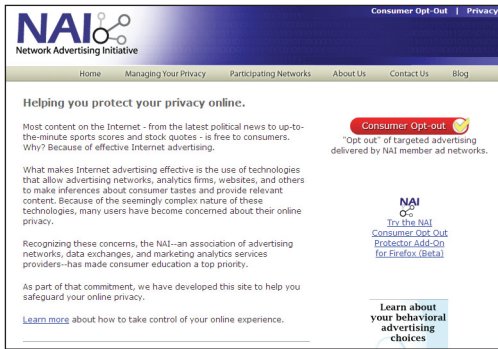 Consumer Opt-Out | Privacy
NAI
Network Advertising Initiative
Home Managing Your Privacy Participating Networks About Us Contact Us Blog
Helping you protect your privacy online.
Most content on the Internet - from the latest political news to up-to-
the-minute sports scores and stock quotes - is free to consumers.
Why? Because of effective Internet advertising.
What makes Internet advertising effective is the use of technologies
that allow advertising networks, analytics firms, websites, and others
to make inferences about consumer tastes and provide relevant
content. Because of the seemingly complex nature of these
technologies, many users have become concerned about their online
privacy.
Recognizing these concerns, the NAI--an association of advertising
networks, data exchanges, and marketing analytics services
providers--has made consumer education a top priority.
As part of that commitment, we have developed this site to help you
safeguard your online privacy.
Learn more about how to take control of your online experience.
Consumer Opt-out
"Opt out" of targeted advertising
delivered by NAI member ad networks.
NAI
Try the NAI
Consumer Opt Out
Protector Add-On
for Firefox (Beta)
Learn about
your behavioral
advertising
choices